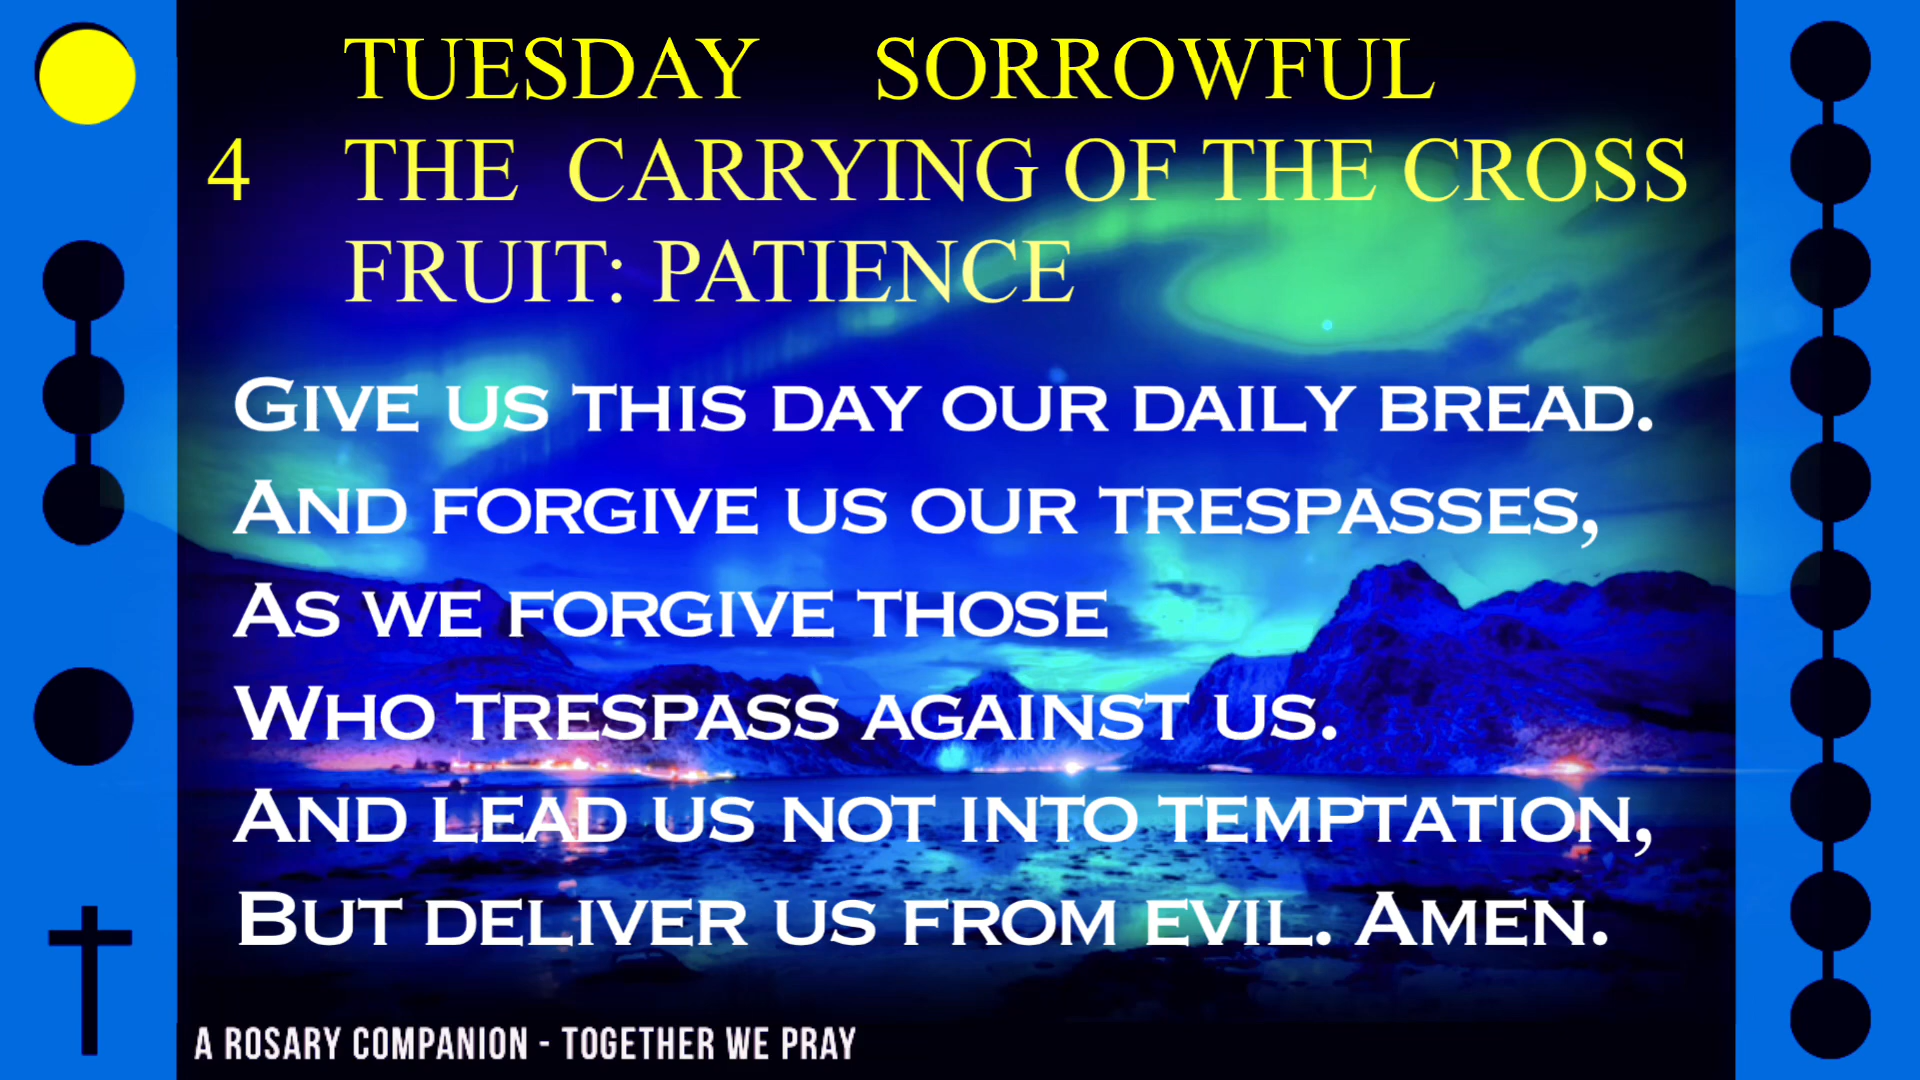 TUESDAY SORROWFUL
4 THE CARRYING OF THE CROSS
FRUIT: PATIENCE
GIVE US THIS DAY OUR DAILY BREAD.
AND FORGIVE US OUR TRESPASSES,
AS WE FORGIVE THOSE
WHO TRESPASS AGAINST US.
AND LEAD US NOT INTO TEMPTATION,
BUT DELIVER US FROM EVIL. AMEN.
A ROSARY COMPANION - TOGETHER WE PRAY